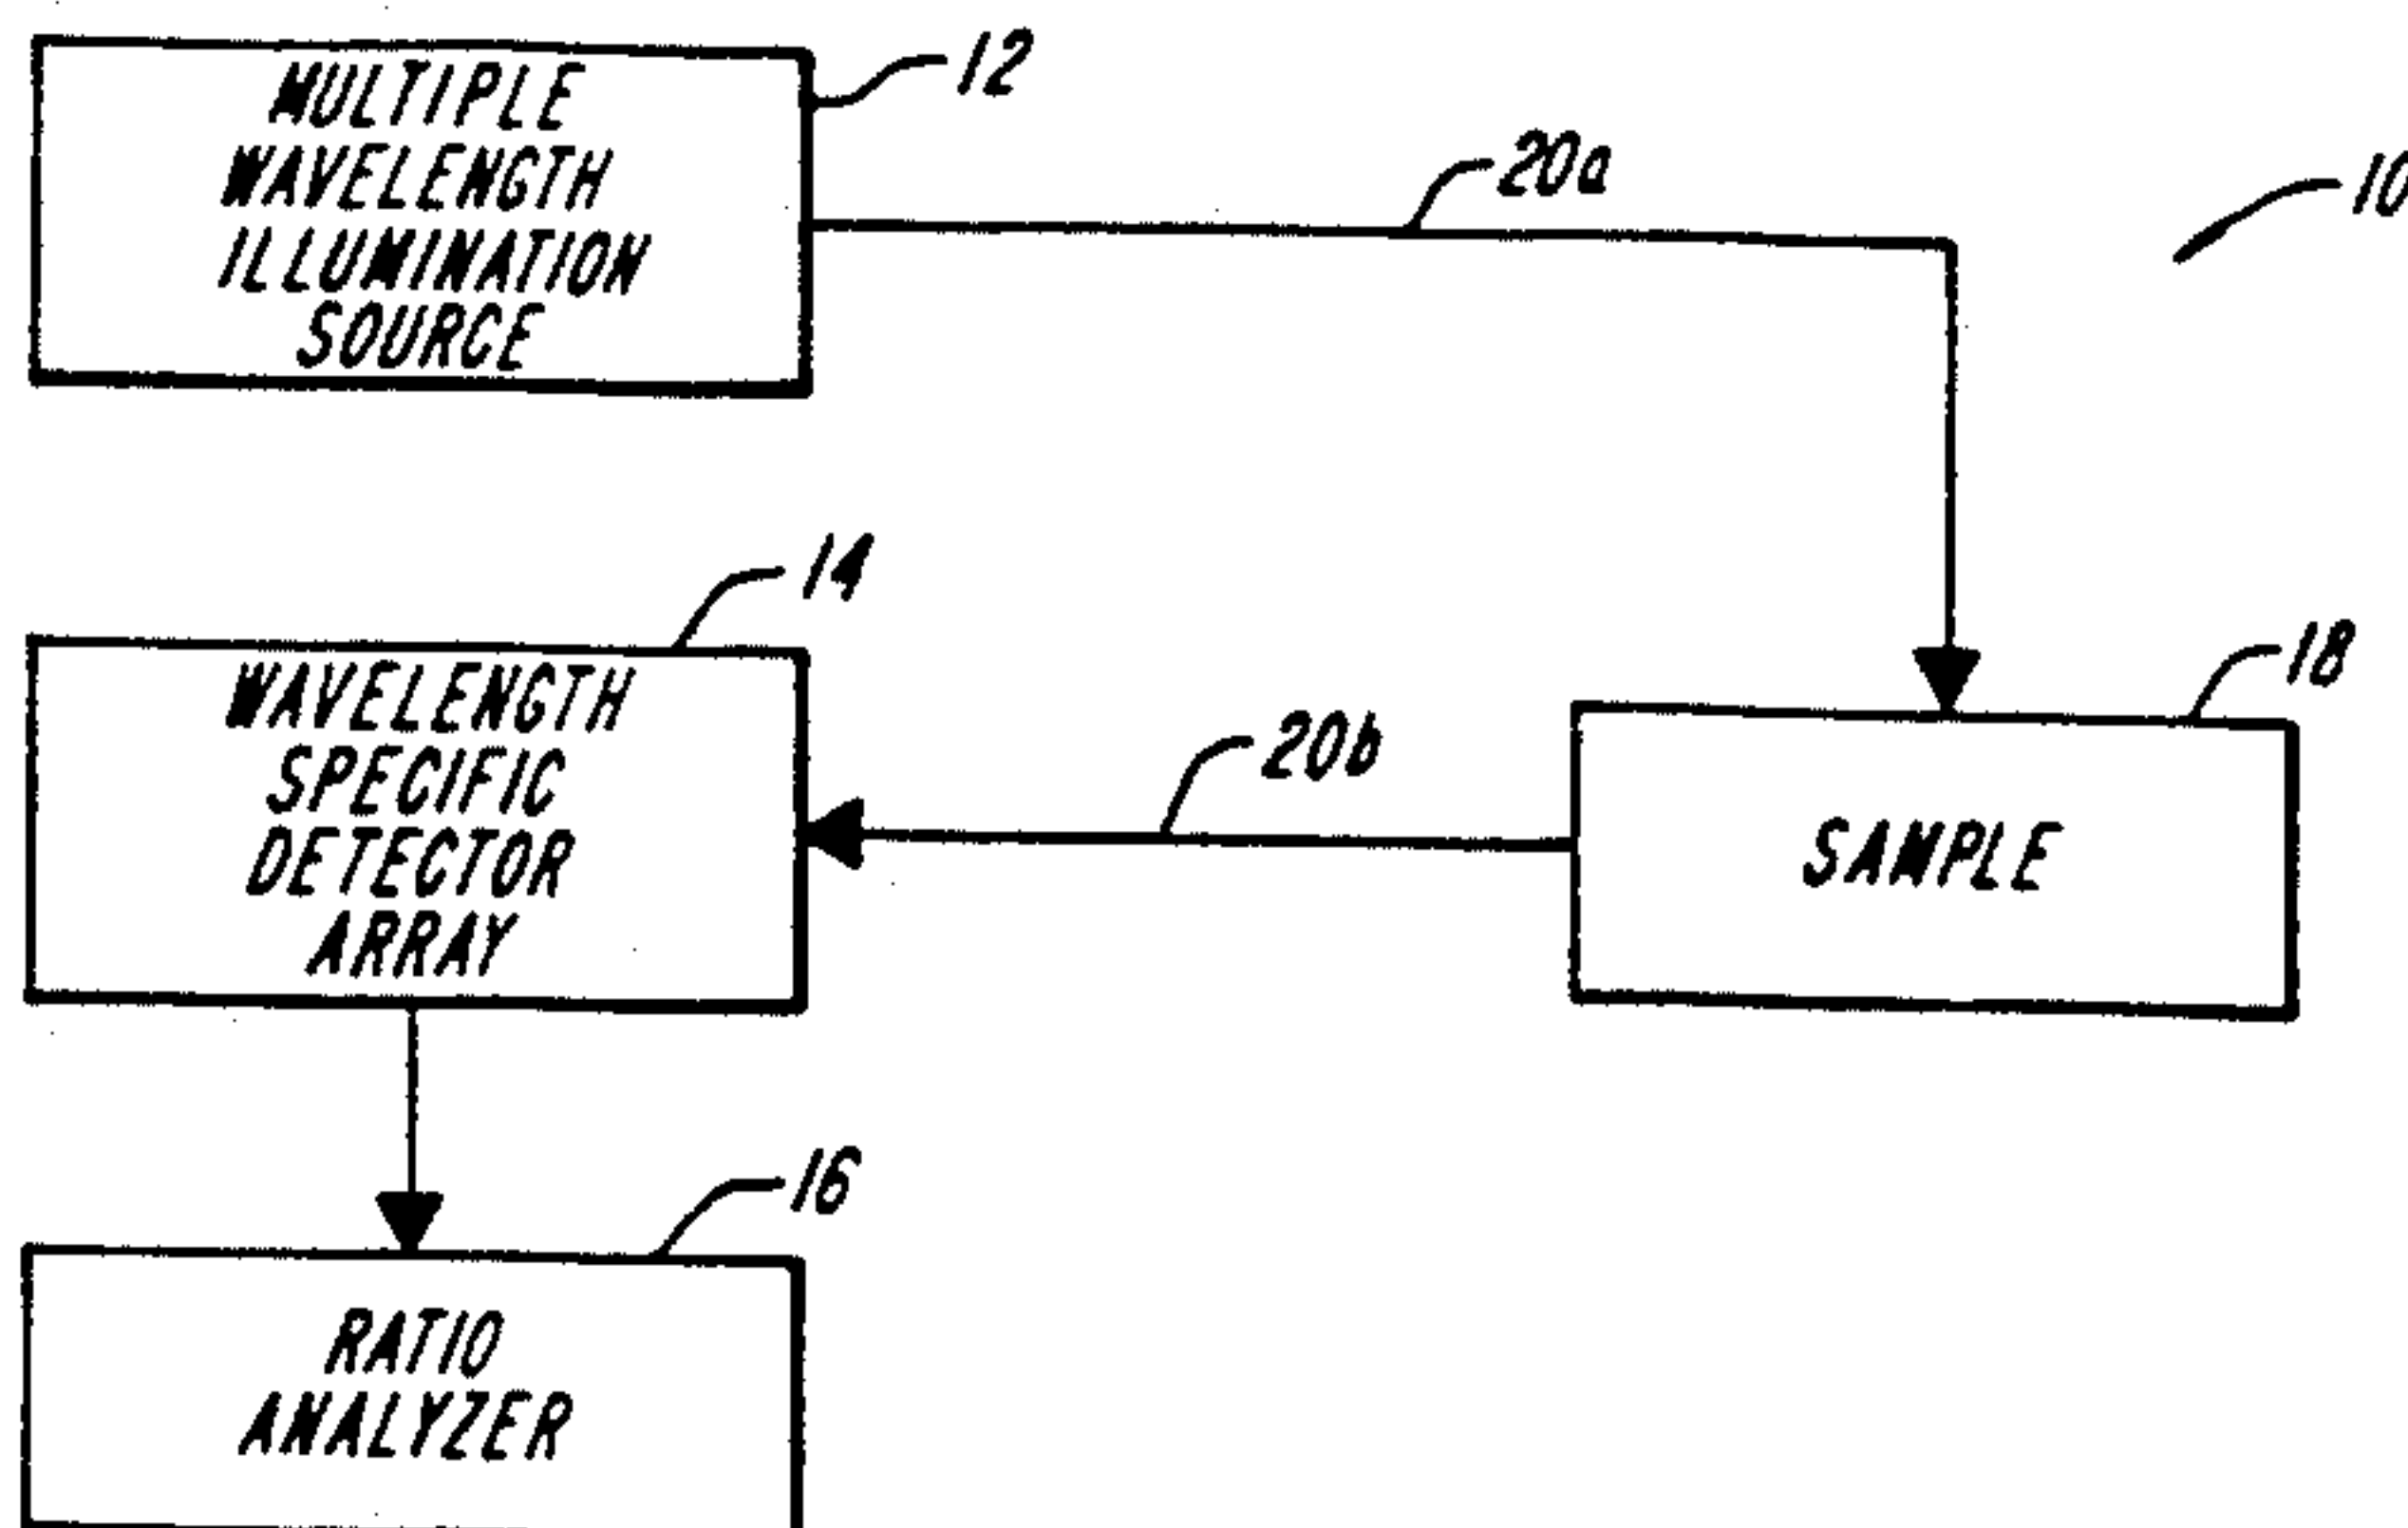 MULTIPLE
WAVELENGTH
ILLUMINATION
SOURCE
12
20a
10
14
WAVELENGTH
SPECIFIC
DETECTOR
ARRAY
20b
18
SAMPLE
16
RATIO
ANALYZER